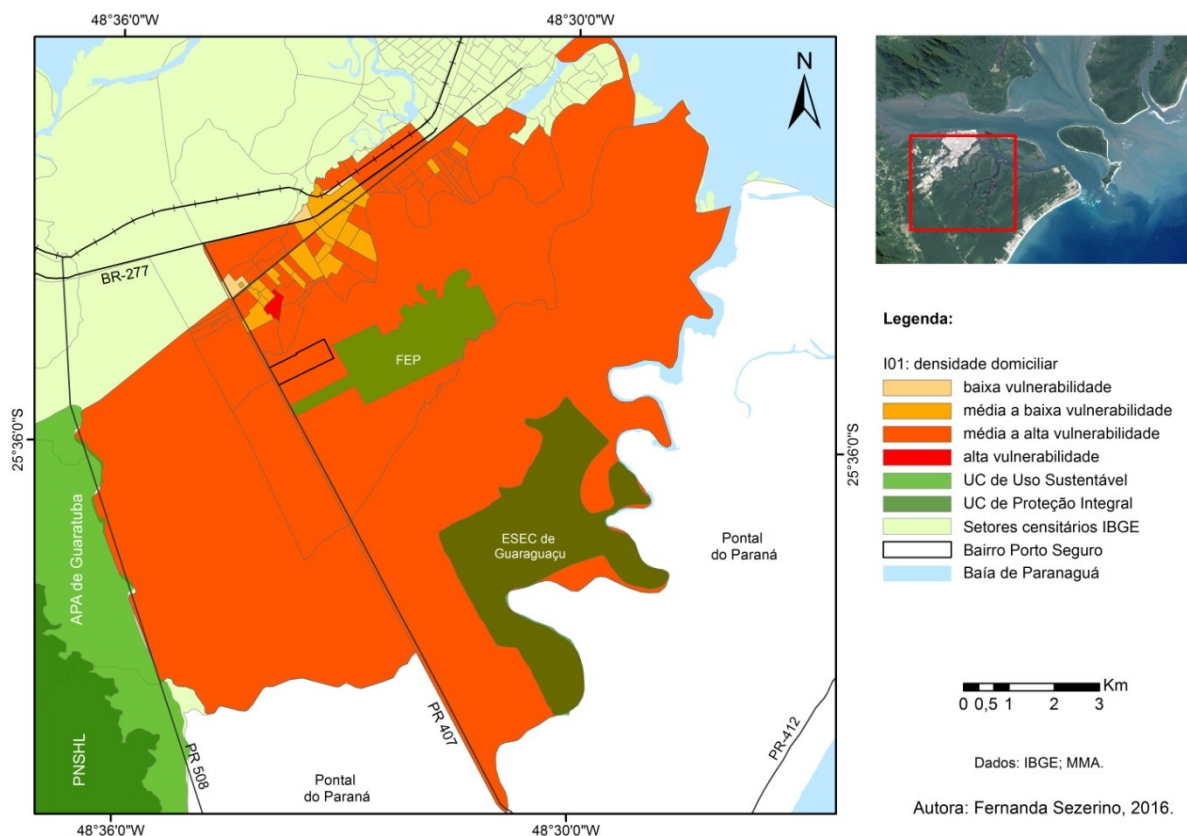 48°36'0"W
48°30'0"W
N
BR-277
FEP
25°36'0"S
25°36'0"S
ESEC de
Guaraguaçu
Pontal
do Paraná
APA de Guaratuba
PNSHL
PR 508
PR 407
PR-412
Pontal
do Paraná
48°36'0"W
48°30'0"W
Legenda:
I01: densidade domiciliar
baixa vulnerabilidade
média a baixa vulnerabilidade
média a alta vulnerabilidade
alta vulnerabilidade
UC de Uso Sustentável
UC de Proteção Integral
Setores censitários IBGE
Bairro Porto Seguro
Baía de Paranaguá
Km
0 0,5 1 2 3
Dados: IBGE; MMA.
Autora: Fernanda Sezerino, 2016.